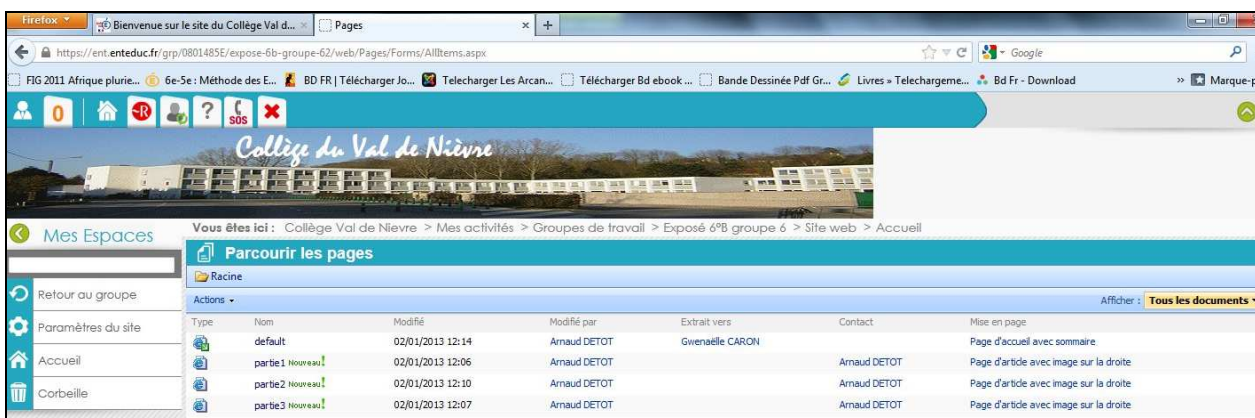 Firefox
Bienvenue sur le site du Collège Val d... Pages
https://ent.enteduc.fr/grp/0801485E/expose-6b-groupe-62/web/Pages/Forms/AllItems.aspx Google
FIG 2011 Afrique plurie... 6e-5e : Méthode des E... BD FR | Télécharger Jo... Telecharger Les Arcan... Télécharger Bd ebook ... Bande Dessinée Pdf Gr... Livres » Telechargeme... Bd Fr - Download » Marque-p
0 R ? SOS
Collège du Val de Nièvre
Vous êtes ici : Collège Val de Nievre > Mes activités > Groupes de travail > Exposé 6°B groupe 6 > Site web > Accueil
Mes Espaces
Parcourir les pages
Racine
Retour au groupe
Paramètres du site
Accueil
Corbeille
Actions Afficher : Tous les documents
Type Nom Modifié Modifié par Extrait vers Contact Mise en page
default 02/01/2013 12:14 Arnaud DETOT Gwenaëlle CARON Page d'accueil avec sommaire
partie1 Nouveau! 02/01/2013 12:06 Arnaud DETOT Arnaud DETOT Page d'article avec image sur la droite
partie2 Nouveau! 02/01/2013 12:10 Arnaud DETOT Arnaud DETOT Page d'article avec image sur la droite
partie3 Nouveau! 02/01/2013 12:07 Arnaud DETOT Arnaud DETOT Page d'article avec image sur la droite